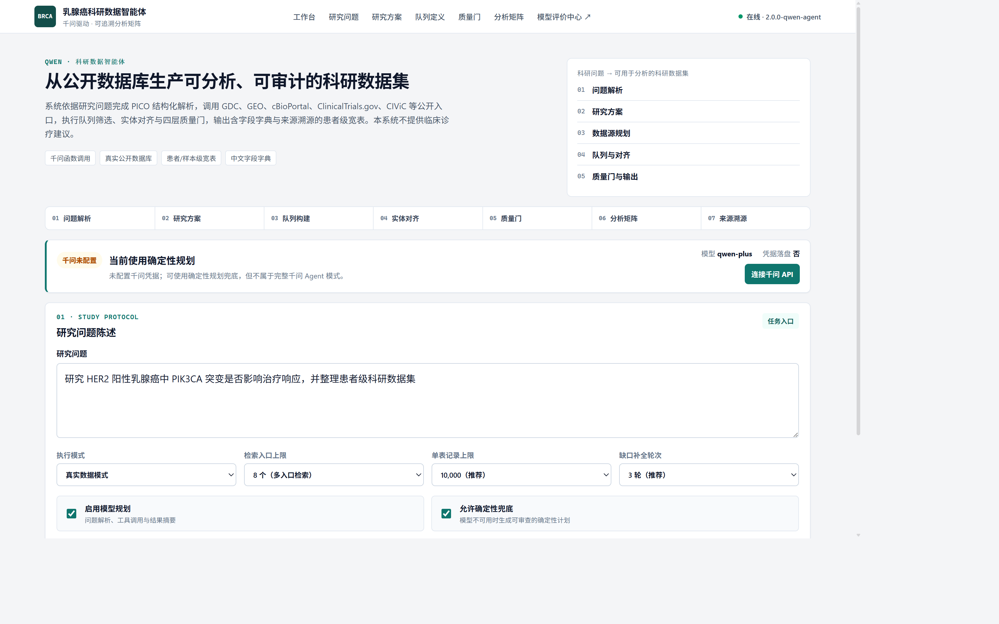 BRCA
乳腺癌科研数据智能体
千问驱动 · 可追溯分析矩阵
工作台
研究问题
研究方案
队列定义
质量门
分析矩阵
模型评价中心 ↗
在线 · 2.0.0-qwen-agent
QWEN · 科研数据智能体
从公开数据库生产可分析、可审计的科研数据集
系统依据研究问题完成 PICO 结构化解析，调用 GDC、GEO、cBioPortal、ClinicalTrials.gov、CIViC 等公开入
口，执行队列筛选、实体对齐与四层质量门，输出含字段字典与来源溯源的患者级宽表。本系统不提供临床诊
疗建议。
千问函数调用
真实公开数据库
患者/样本级宽表
中文字段字典
科研问题 → 可用于分析的科研数据集
01 问题解析
02 研究方案
03 数据源规划
04 队列与对齐
05 质量门与输出
01 问题解析
02 研究方案
03 队列构建
04 实体对齐
05 质量门
06 分析矩阵
07 来源溯源
千问未配置
当前使用确定性规划
未配置千问凭据；可使用确定性规划兜底，但不属于完整千问 Agent 模式。
模型 qwen-plus 凭据落盘 否
连接千问 API
01 · STUDY PROTOCOL
研究问题陈述
任务入口
研究问题
研究 HER2 阳性乳腺癌中 PIK3CA 突变是否影响治疗响应，并整理患者级科研数据集
执行模式
真实数据模式
检索入口上限
8 个（多入口检索）
单表记录上限
10,000（推荐）
缺口补全轮次
3 轮（推荐）
启用模型规划
问题解析、工具调用与结果摘要
允许确定性兜底
模型不可用时生成可审查的确定性计划